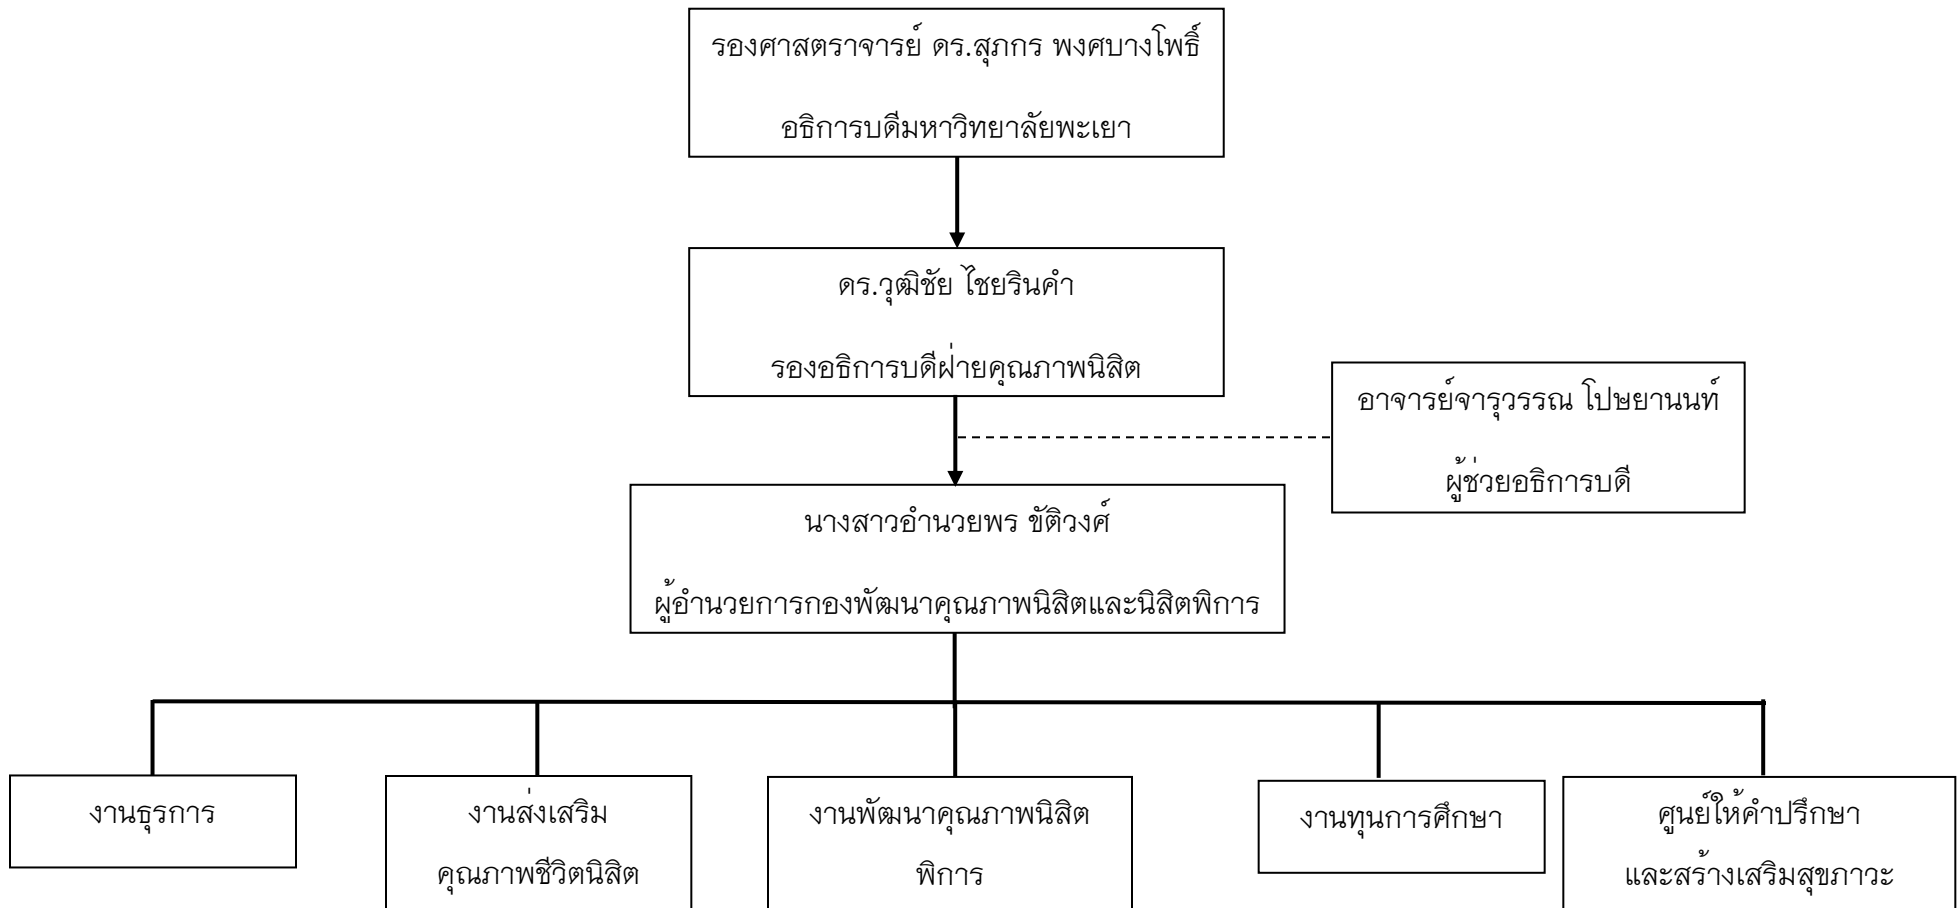 รองศาสตราจารย์ ดร.สุภกร พงศบางโพธิ์
อธิการบดีมหาวิทยาลัยพะเยา
ดร.วุฒิชัย ไชยรินคำ
รองอธิการบดีฝ่ายคุณภาพนิสิต
อาจารย์จารุวรรณ โปษยานนท์
ผู้ช่วยอธิการบดี
นางสาวอำนวยพร ขัติวงศ์
ผู้อำนวยการกองพัฒนาคุณภาพนิสิตและนิสิตพิการ
งานธุรการ
งานส่งเสริม
คุณภาพชีวิตนิสิต
งานพัฒนาคุณภาพนิสิต
พิการ
งานทุนการศึกษา
ศูนย์ให้คำปรึกษา
และสร้างเสริมสุขภาวะ